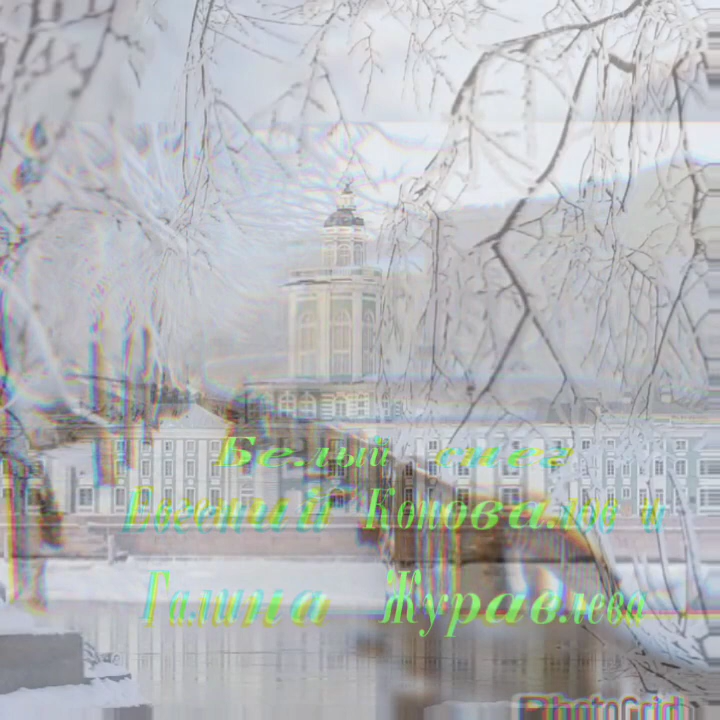 Белый снег
Евгений Коновалов и
Галина Журавлева
PhotoGrid